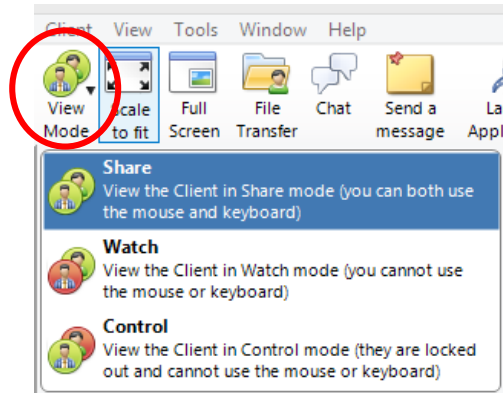 Client View Tools Window Help
View Mode
Scale to fit
Full Screen
File Transfer
Chat
Send a message
Share
View the Client in Share mode (you can both use
the mouse and keyboard)
Watch
View the Client in Watch mode (you cannot use
the mouse or keyboard)
Control
View the Client in Control mode (they are locked
out and cannot use the mouse or keyboard)